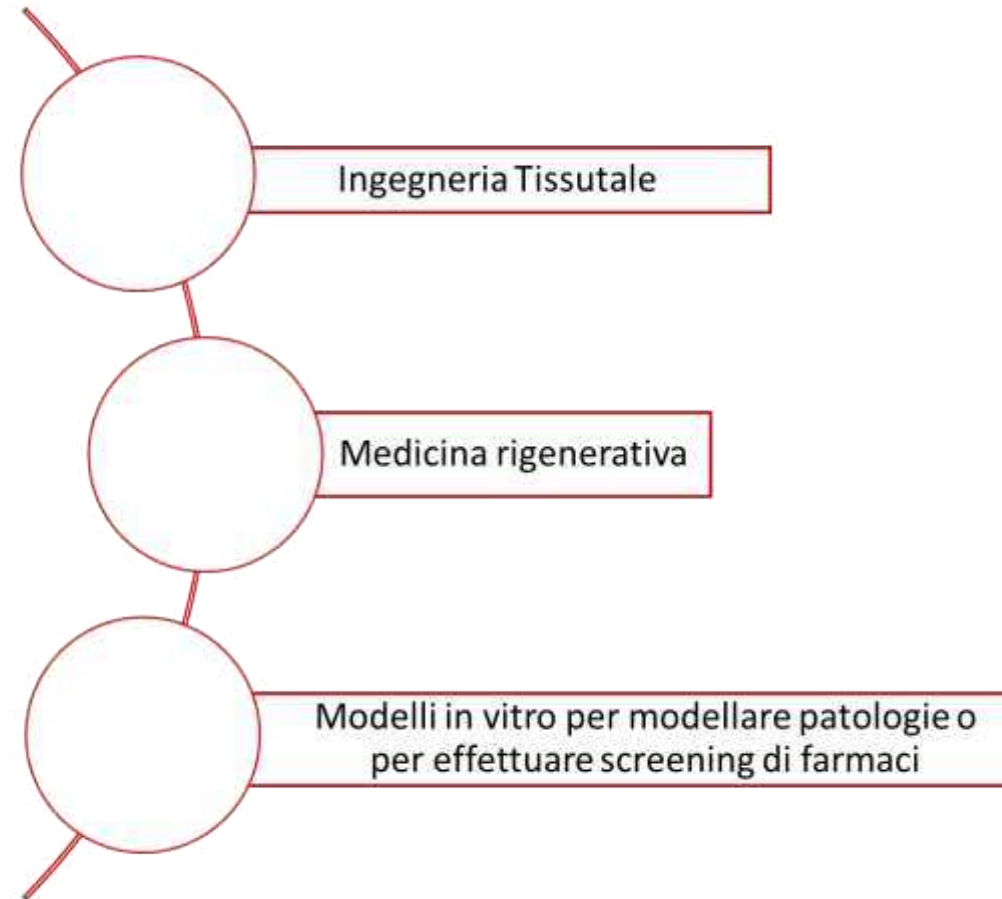 Ingegneria Tissutale
Medicina rigenerativa
Modelli in vitro per modellare patologie o
per effettuare screening di farmaci